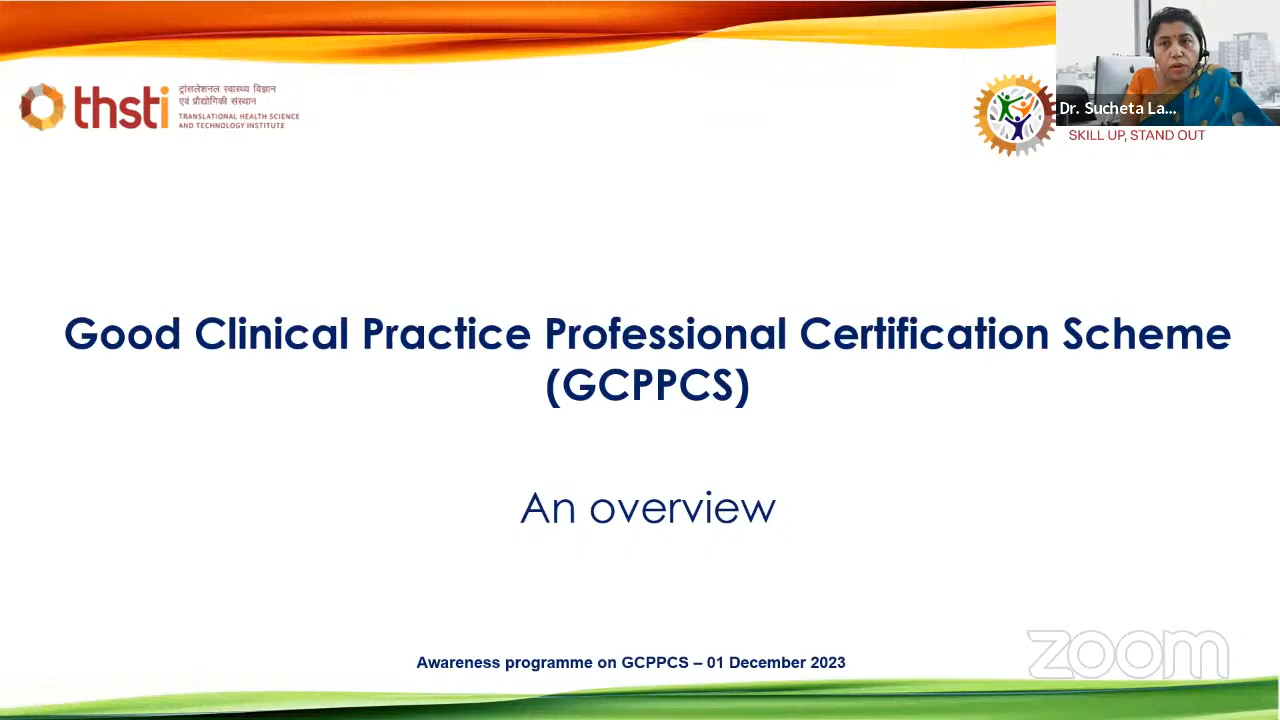 thsti
ट्रांसलेशनल स्वास्थ्य विज्ञान
एवं प्रौद्योगिकी संस्थान
TRANSLATIONAL HEALTH SCIENCE
AND TECHNOLOGY INSTITUTE
Dr. Sucheta La...
SKILL UP, STAND OUT
Good Clinical Practice Professional Certification Scheme
(GCPPCS)
An overview
Awareness programme on GCPPCS – 01 December 2023
zoom